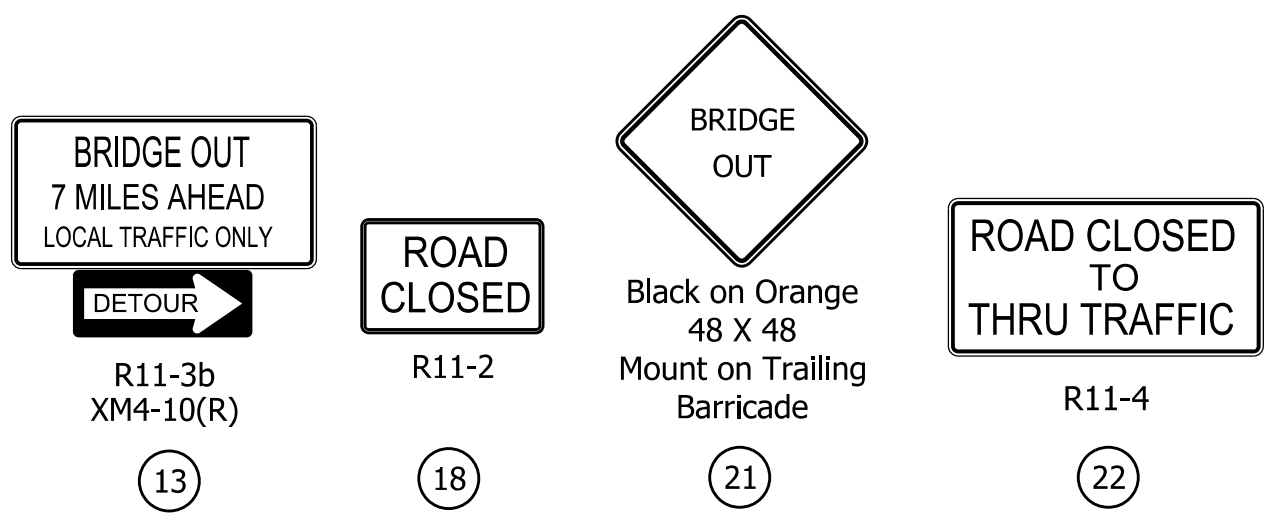 BRIDGE OUT
7 MILES AHEAD
LOCAL TRAFFIC ONLY
DETOUR
R11-3b
XM4-10(R)
13
ROAD
CLOSED
R11-2
18
BRIDGE
OUT
Black on Orange
48 X 48
Mount on Trailing
Barricade
21
ROAD CLOSED
TO
THRU TRAFFIC
R11-4
22